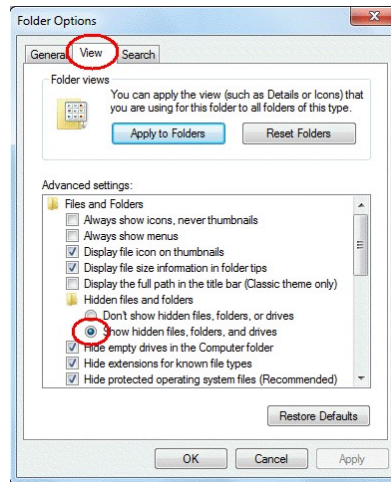 Folder Options
General
View
Search
Folder views
You can apply the view (such as Details or Icons) that
you are using for this folder to all folders of this type.
Apply to Folders
Reset Folders
Advanced settings:
Files and Folders
Always show icons, never thumbnails
Always show menus
Display file icon on thumbnails
Display file size information in folder tips
Display the full path in the title bar (Classic theme only)
Hidden files and folders
Don't show hidden files, folders, or drives
Show hidden files, folders, and drives
Hide empty drives in the Computer folder
Hide extensions for known file types
Hide protected operating system files (Recommended)
Restore Defaults
OK
Cancel
Apply